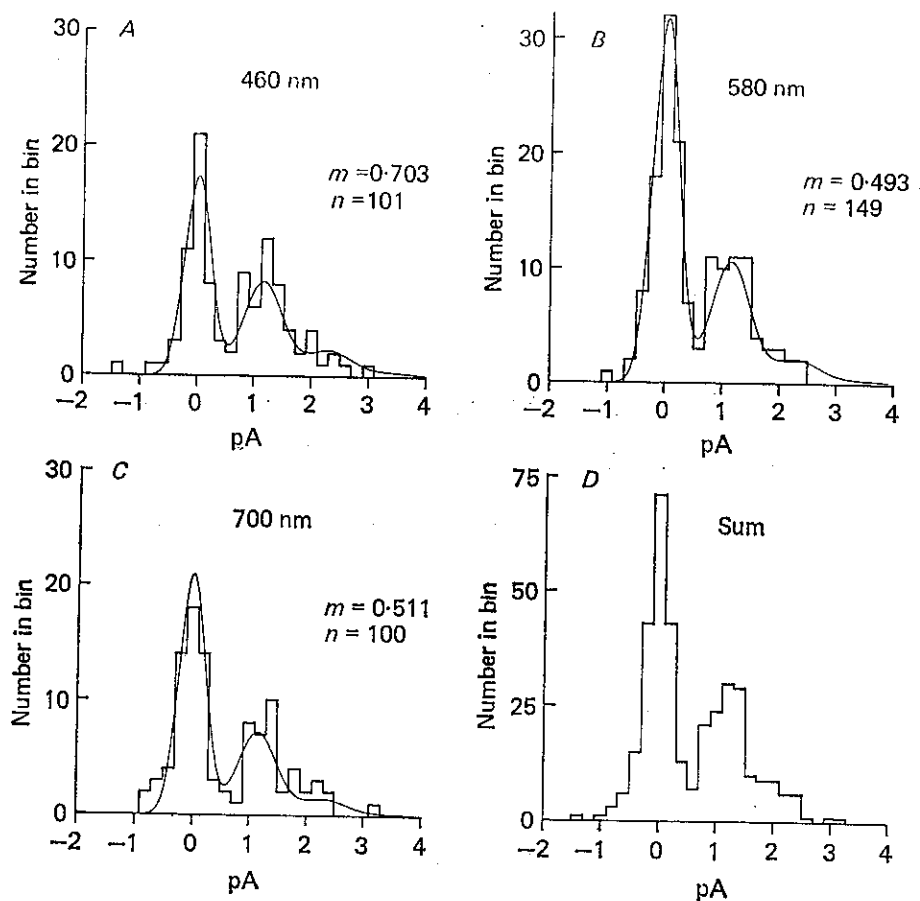 A
460 nm
m = 0·703
n = 101
Number in bin
30
20
10
0
−2 −1 0 1 2 3 4
pA
B
580 nm
m = 0·493
n = 149
Number in bin
30
20
10
0
−2 −1 0 1 2 3 4
pA
C
700 nm
m = 0·511
n = 100
Number in bin
30
20
10
0
−2 −1 0 1 2 3 4
pA
D
Sum
Number in bin
75
50
25
0
−2 −1 0 1 2 3 4
pA